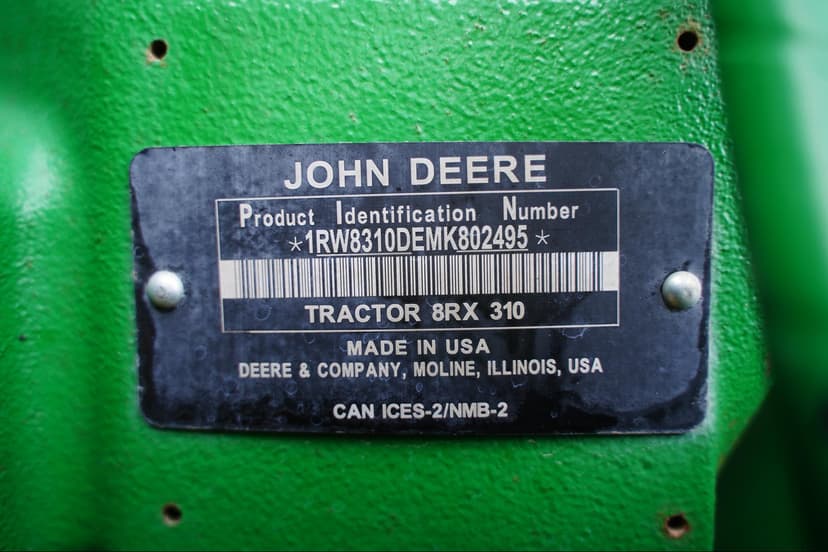 JOHN DEERE
Product Identification Number
*1RW8310DEMK802495*
TRACTOR 8RX 310
MADE IN USA
DEERE & COMPANY, MOLINE, ILLINOIS, USA
CAN ICES-2/NMB-2